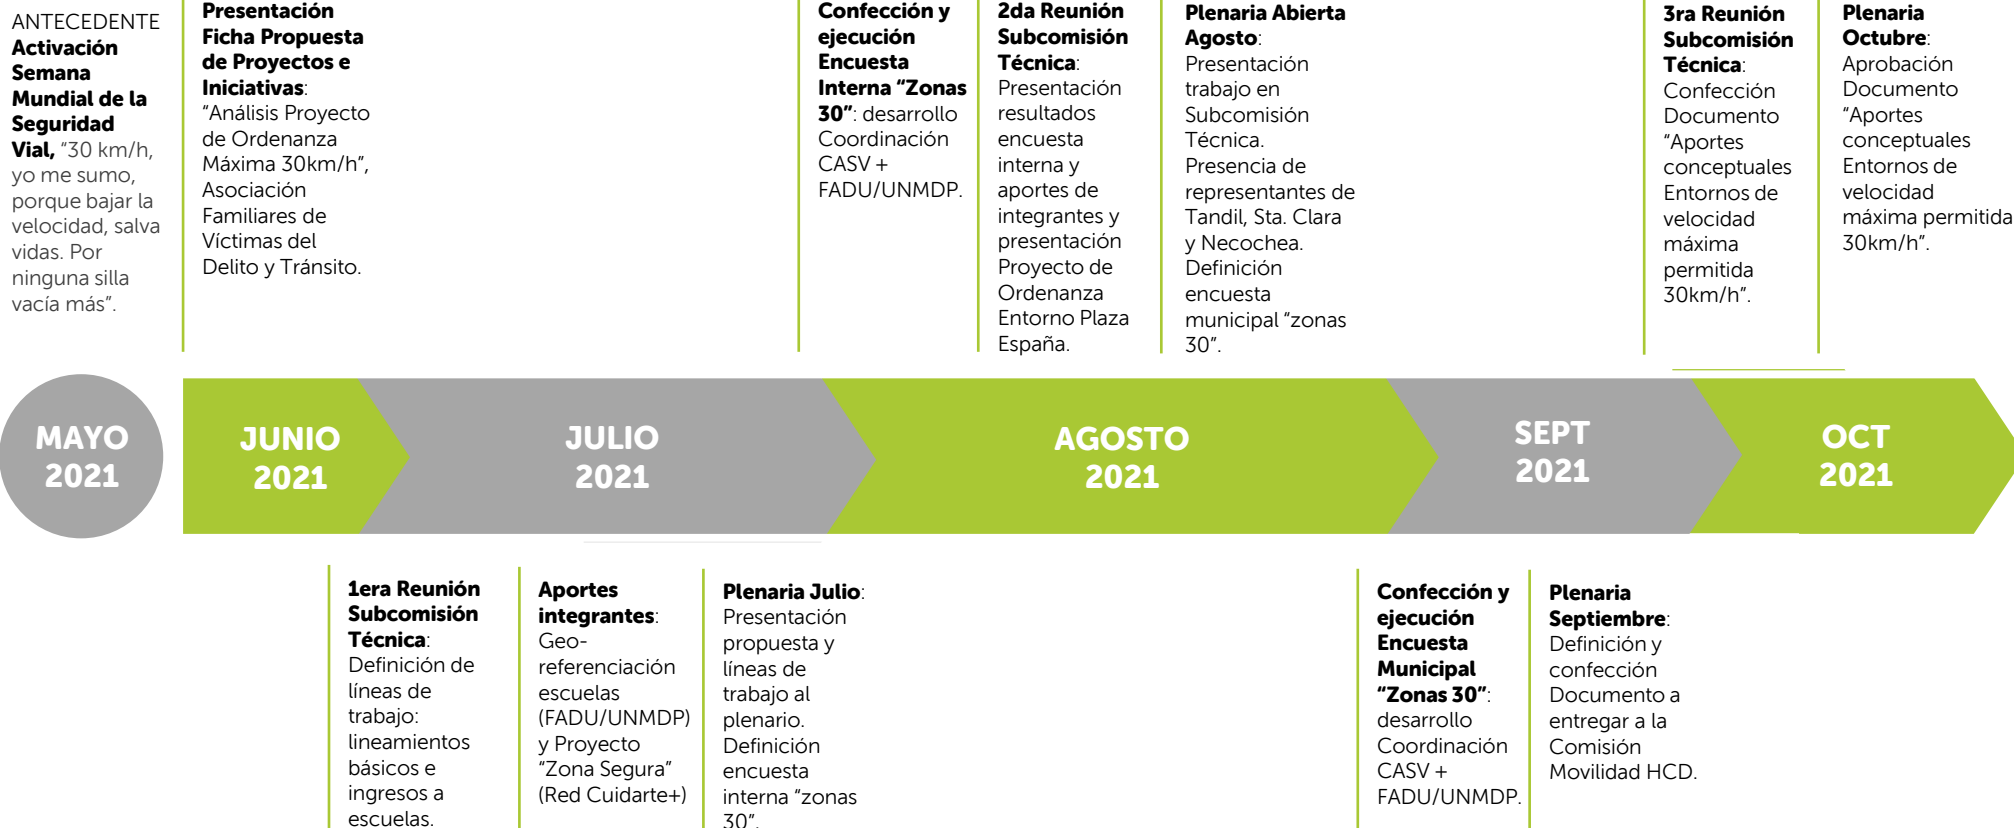 ANTECEDENTE
Activación
Semana
Mundial de la
Seguridad
Vial, “30 km/h,
yo me sumo,
porque bajar la
velocidad, salva
vidas. Por
ninguna silla
vacía más”.
Presentación
Ficha Propuesta
de Proyectos e
Iniciativas:
“Análisis Proyecto
de Ordenanza
Máxima 30km/h”,
Asociación
Familiares de
Víctimas del
Delito y Tránsito.
Confección y
ejecución
Encuesta
Interna “Zonas
30”: desarrollo
Coordinación
CASV +
FADU/UNMDP.
2da Reunión
Subcomisión
Técnica:
Presentación
resultados
encuesta
interna y
aportes de
integrantes y
presentación
Proyecto de
Ordenanza
Entorno Plaza
España.
Plenaria Abierta
Agosto:
Presentación
trabajo en
Subcomisión
Técnica.
Presencia de
representantes de
Tandil, Sta. Clara
y Necochea.
Definición
encuesta
municipal “zonas
30”.
3ra Reunión
Subcomisión
Técnica:
Confección
Documento
“Aportes
conceptuales
Entornos de
velocidad
máxima
permitida
30km/h”.
Plenaria
Octubre:
Aprobación
Documento
“Aportes
conceptuales
Entornos de
velocidad
máxima permitida
30km/h”.
MAYO
2021
JUNIO
2021
JULIO
2021
AGOSTO
2021
SEPT
2021
OCT
2021
1era Reunión
Subcomisión
Técnica:
Definición de
líneas de
trabajo:
lineamientos
básicos e
ingresos a
escuelas.
Aportes
integrantes:
Geo-
referenciación
escuelas
(FADU/UNMDP)
y Proyecto
“Zona Segura”
(Red Cuidarte+)
Plenaria Julio:
Presentación
propuesta y
líneas de
trabajo al
plenario.
Definición
encuesta
interna “zonas
30”.
Confección y
ejecución
Encuesta
Municipal
“Zonas 30”:
desarrollo
Coordinación
CASV +
FADU/UNMDP.
Plenaria
Septiembre:
Definición y
confección
Documento a
entregar a la
Comisión
Movilidad HCD.